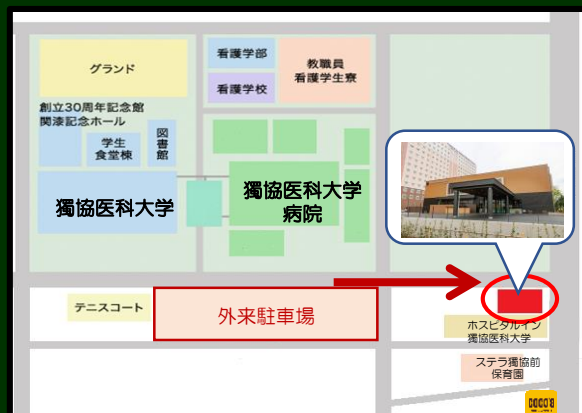 グランド
看護学部
看護学校
教職員
看護学生寮
創立30周年記念館
関湊記念ホール
学生
食堂棟
図書館
獨協医科大学
獨協医科大学
病院
テニスコート
外来駐車場
ホスピタルイン
獨協医科大学
ステラ獨協前
保育園